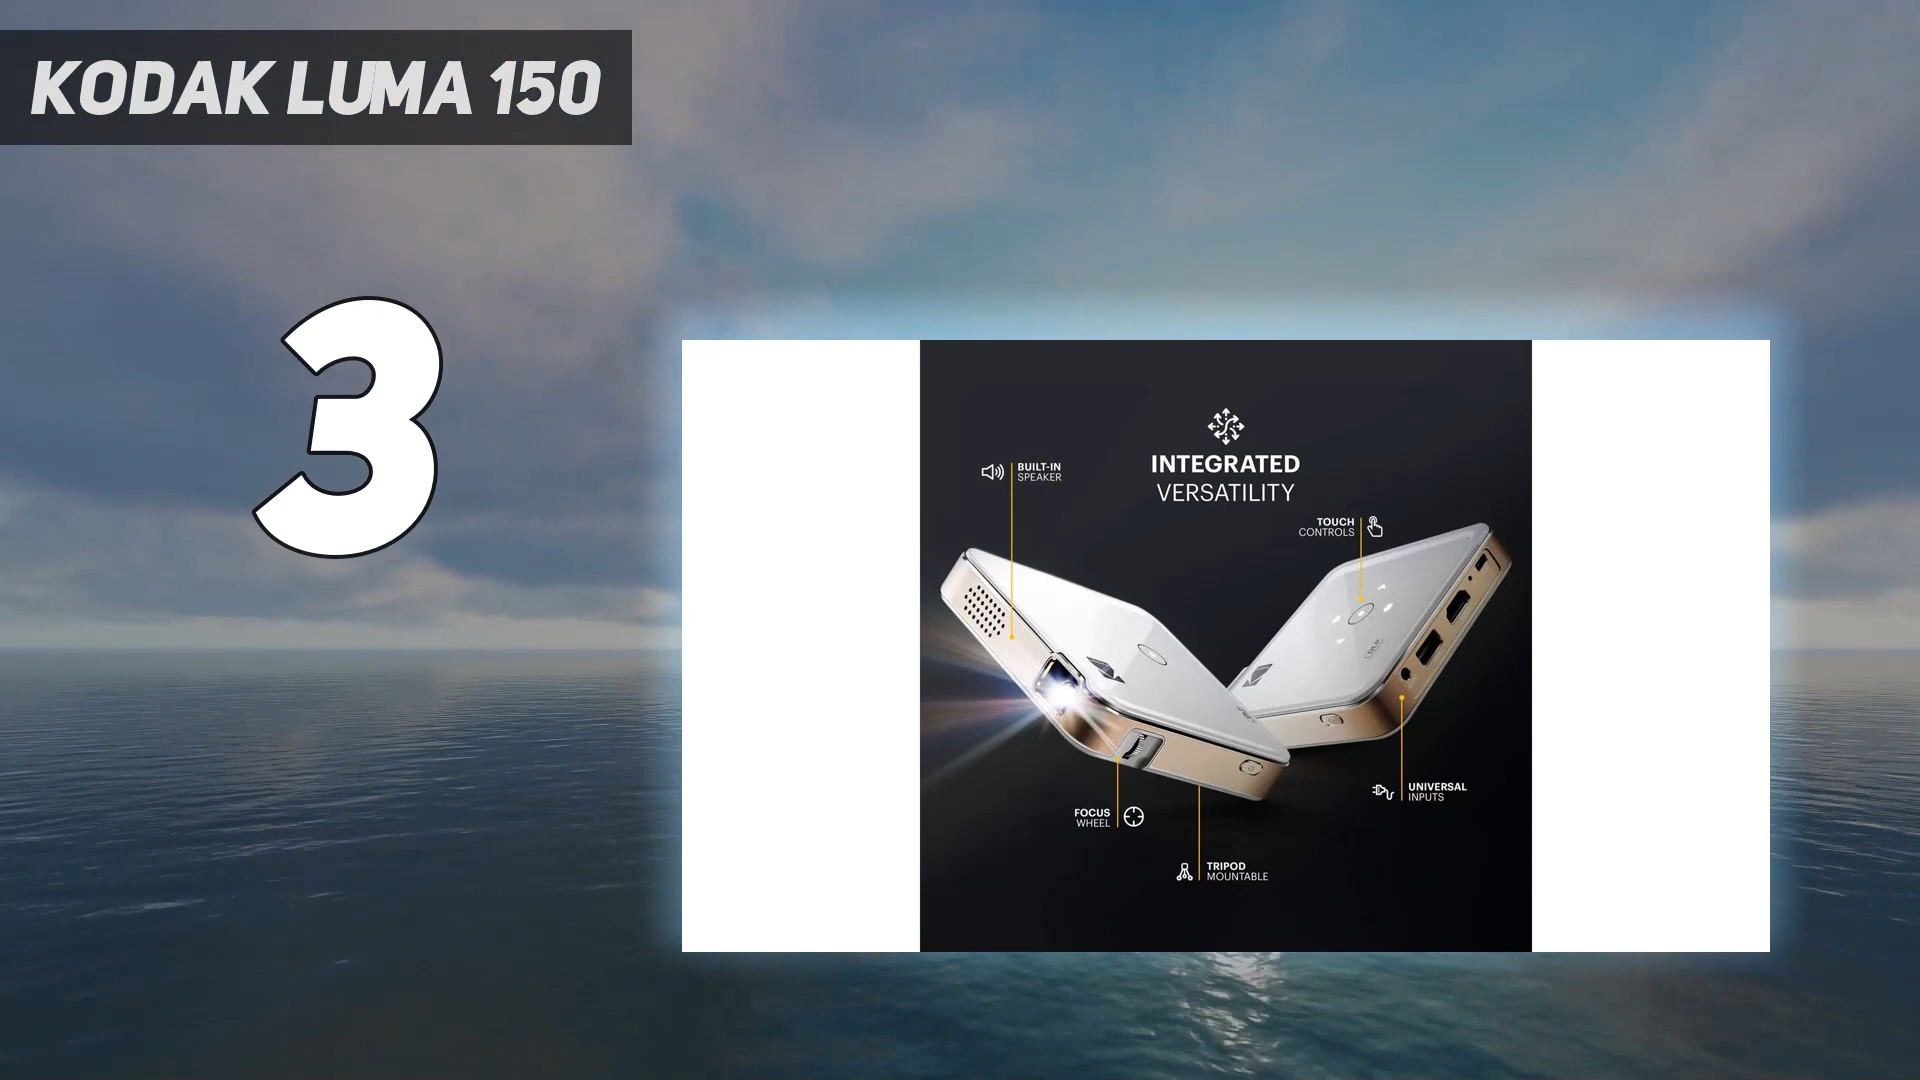 KODAK LUMA 150
3
INTEGRATED
VERSATILITY
BUILT-IN
SPEAKER
TOUCH
CONTROLS
UNIVERSAL
INPUTS
FOCUS
WHEEL
TRIPOD
MOUNTABLE